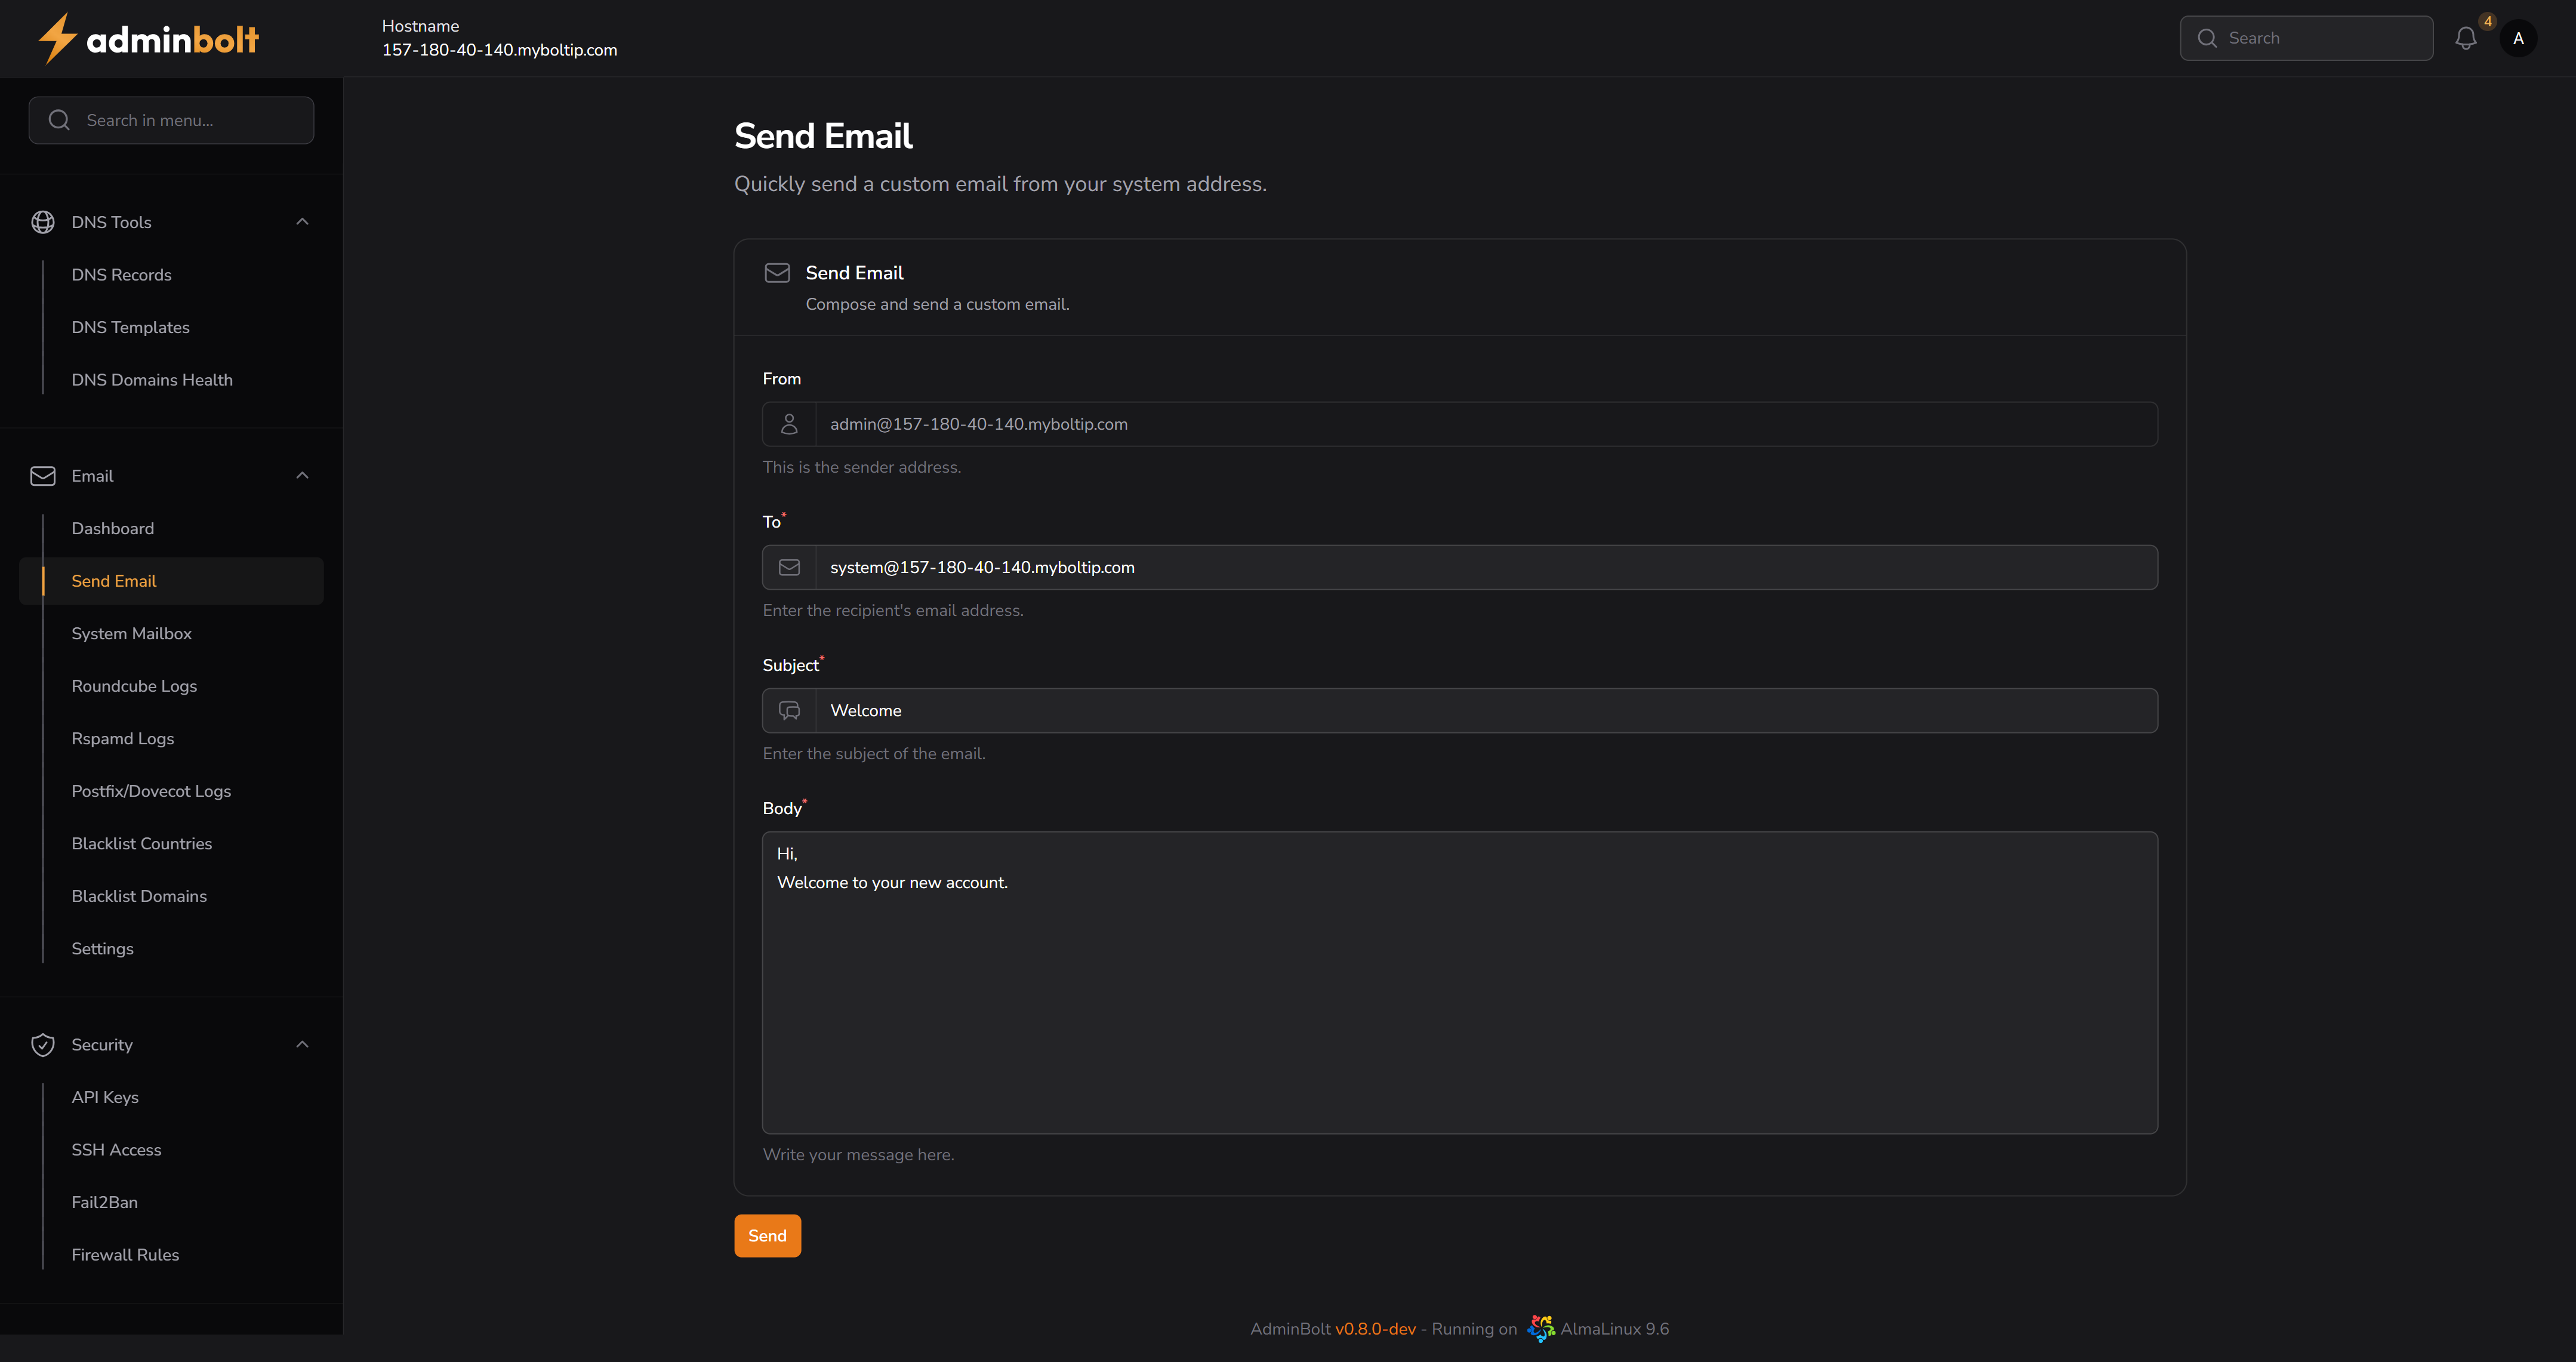 adminbolt
Hostname
157-180-40-140.myboltip.com
Search
4
A
Search in menu...
DNS Tools
DNS Records
DNS Templates
DNS Domains Health
Email
Dashboard
Send Email
System Mailbox
Roundcube Logs
Rspamd Logs
Postfix/Dovecot Logs
Blacklist Countries
Blacklist Domains
Settings
Security
API Keys
SSH Access
Fail2Ban
Firewall Rules
Send Email
Quickly send a custom email from your system address.
Send Email
Compose and send a custom email.
From
admin@157-180-40-140.myboltip.com
This is the sender address.
To*
system@157-180-40-140.myboltip.com
Enter the recipient's email address.
Subject*
Welcome
Enter the subject of the email.
Body*
Hi,
Welcome to your new account.
Write your message here.
Send
AdminBolt v0.8.0-dev - Running on AlmaLinux 9.6